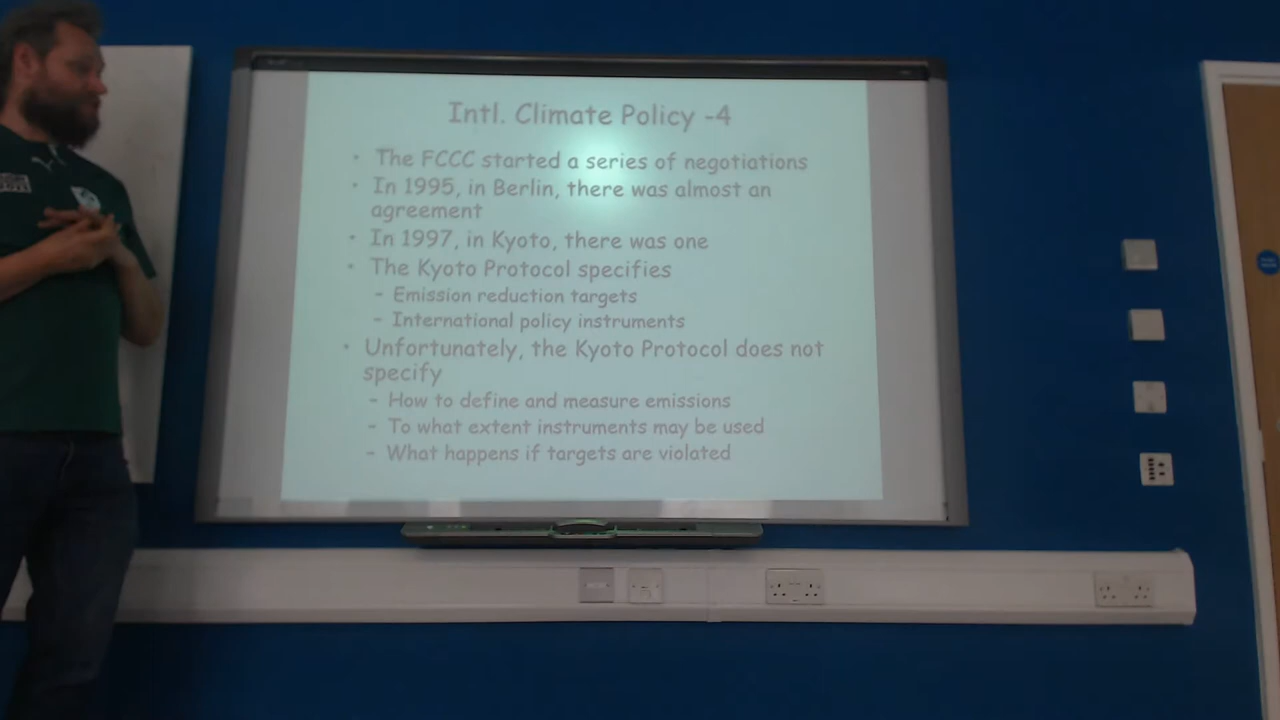 Intl. Climate Policy -4
• The FCCC started a series of negotiations
• In 1995, in Berlin, there was almost an
agreement
• In 1997, in Kyoto, there was one
• The Kyoto Protocol specifies
– Emission reduction targets
– International policy instruments
• Unfortunately, the Kyoto Protocol does not
specify
– How to define and measure emissions
– To what extent instruments may be used
– What happens if targets are violated